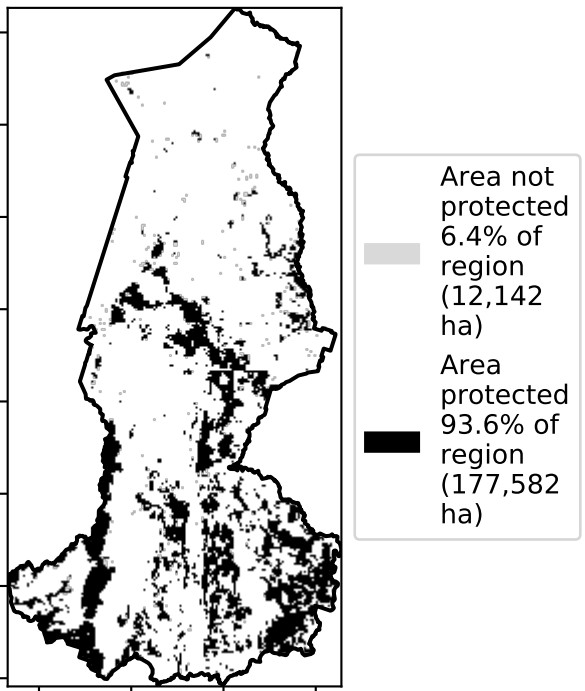 Area not
protected
6.4% of
region
(12,142
ha)
Area
protected
93.6% of
region
(177,582
ha)